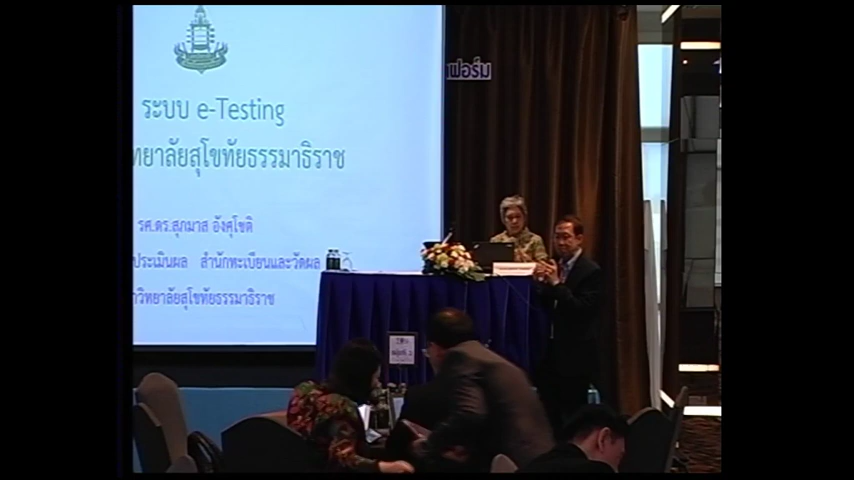 ระบบ e-Testing
ทยาลัยสุโขทัยธรรมาธิราช
รศ.ดร.สุภมาส อังศุโชติ
ประเมินผล สำนักทะเบียนและวัดผล
วิทยาลัยสุโขทัยธรรมาธิราช
ฟอร์ม